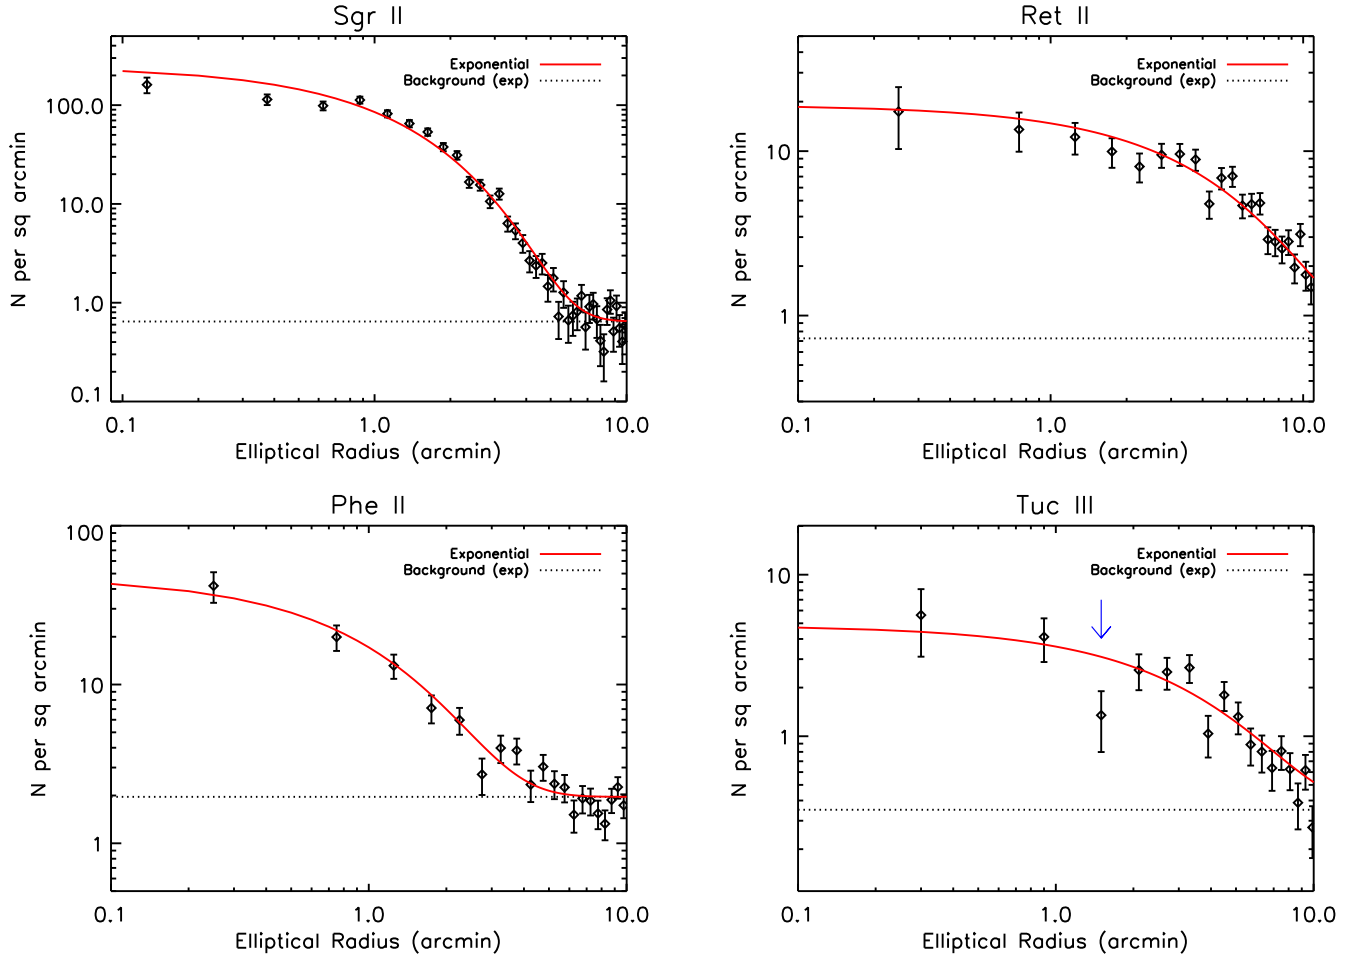 Sgr II
Exponential
Background (exp)
100.0
10.0
1.0
0.1
N per sq arcmin
0.1 1.0 10.0
Elliptical Radius (arcmin)
Ret II
Exponential
Background (exp)
10
1
N per sq arcmin
0.1 1.0 10.0
Elliptical Radius (arcmin)
Phe II
Exponential
Background (exp)
100
10
1
N per sq arcmin
0.1 1.0 10.0
Elliptical Radius (arcmin)
Tuc III
Exponential
Background (exp)
10
1
N per sq arcmin
0.1 1.0 10.0
Elliptical Radius (arcmin)